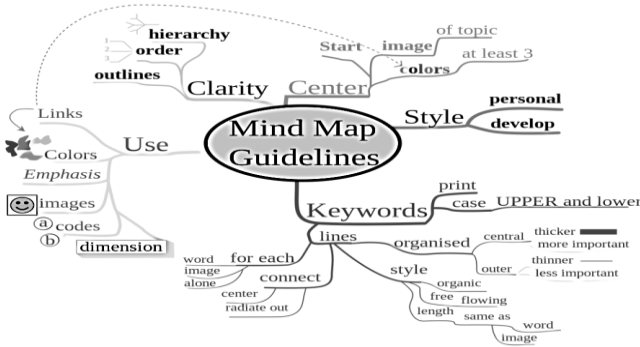 Mind Map
Guidelines
Clarity
hierarchy
1
2
3
order
outlines
Center
Start
image
of topic
colors
at least 3
Style
personal
develop
Keywords
print
case
UPPER and lower
lines
organised
central
thicker
more important
outer
thinner
less important
style
organic
free flowing
length same as
word
image
for each
word
image
alone
connect
center
radiate out
Use
Links
Colors
Emphasis
images
a
b
codes
dimension